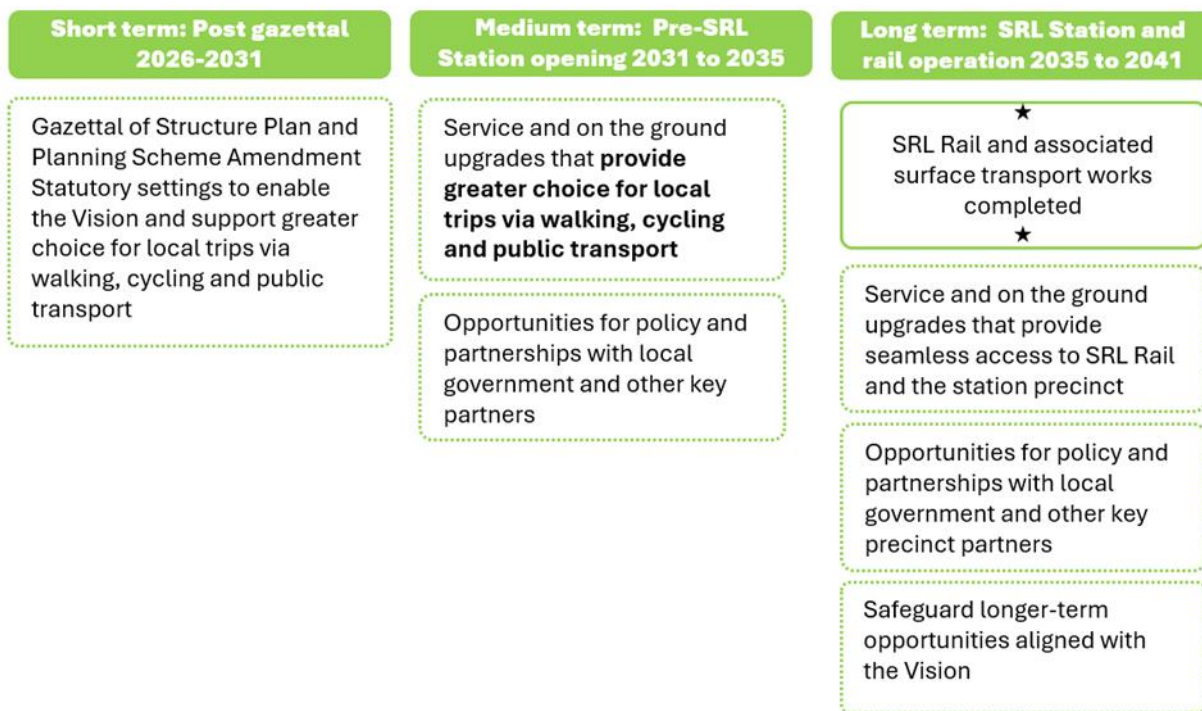 Short term: Post gazettal
2026-2031
Gazettal of Structure Plan and
Planning Scheme Amendment
Statutory settings to enable
the Vision and support greater
choice for local trips via
walking, cycling and public
transport
Medium term: Pre-SRL
Station opening 2031 to 2035
Service and on the ground
upgrades that provide
greater choice for local
trips via walking, cycling
and public transport
Opportunities for policy and
partnerships with local
government and other key
partners
Long term: SRL Station and
rail operation 2035 to 2041
★
SRL Rail and associated
surface transport works
completed
★
Service and on the ground
upgrades that provide
seamless access to SRL Rail
and the station precinct
Opportunities for policy and
partnerships with local
government and other key
precinct partners
Safeguard longer-term
opportunities aligned with
the Vision